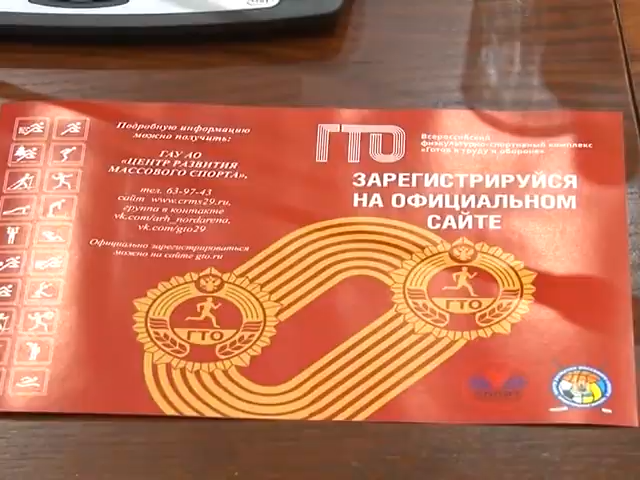 Подробную информацию
можно получить:
ГАУ АО
«ЦЕНТР РАЗВИТИЯ
МАССОВОГО СПОРТА»,
тел. 63-97-43
сайт www.crms29.ru,
группа в контакте
vk.com/arh_nordarena,
vk.com/gto29
Официально зарегистрироваться
можно на сайте gto.ru
ГТО
Всероссийский
физкультурно-спортивный комплекс
«Готов к труду и обороне»
ЗАРЕГИСТРИРУЙСЯ
НА ОФИЦИАЛЬНОМ
САЙТЕ
ГТО
ГТО